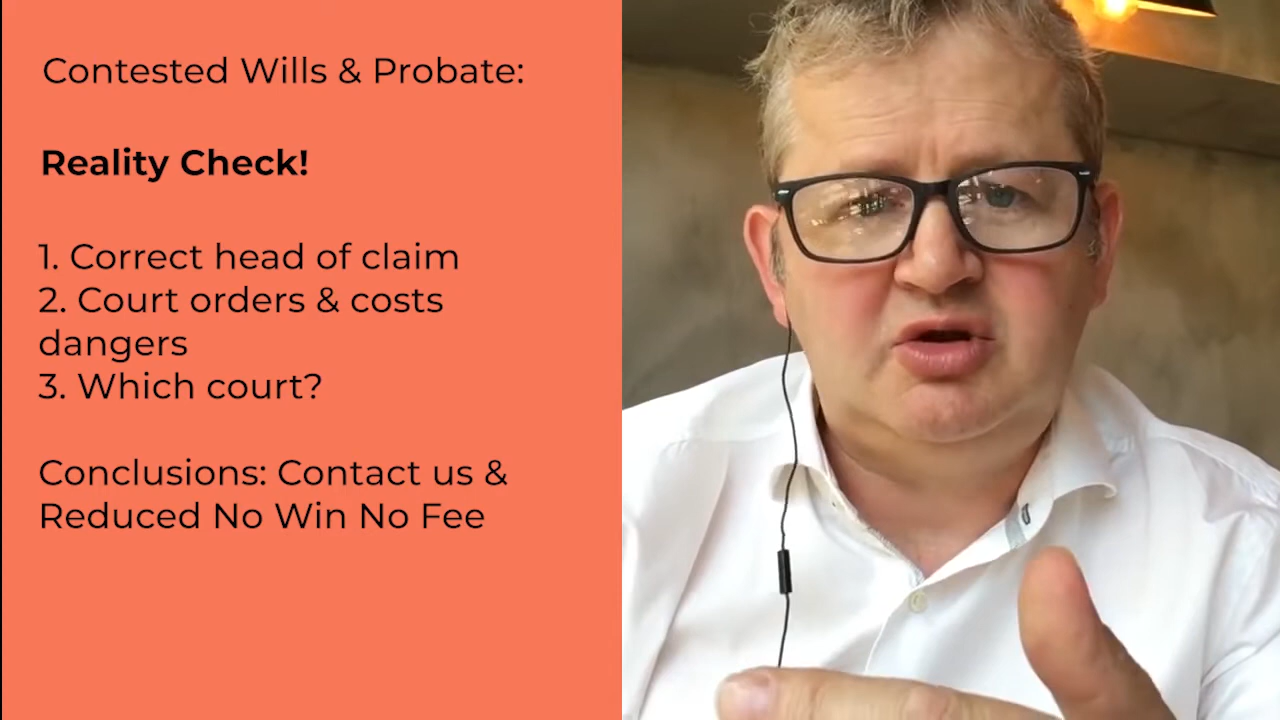 Contested Wills & Probate:
Reality Check!
1. Correct head of claim
2. Court orders & costs
dangers
3. Which court?
Conclusions: Contact us &
Reduced No Win No Fee